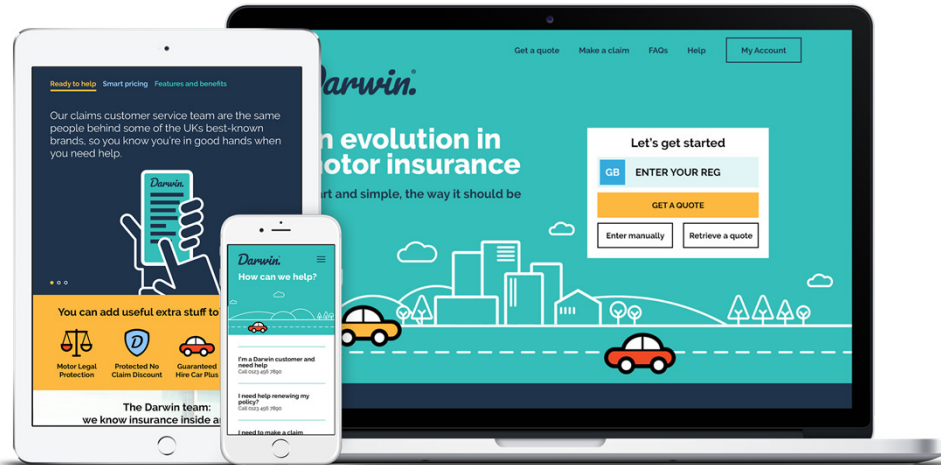 Ready to help Smart pricing Features and benefits
Our claims customer service team are the same
people behind some of the UKs best-known
brands, so you know you're in good hands when
you need help.
Darwin.
You can add useful extra stuff to
Motor Legal
Protection
D
Protected No
Claim Discount
Guaranteed
Hire Car Plus
The Darwin team:
we know insurance inside
Darwin.
How can we help?
I'm a Darwin customer and
need help
Call 0123 456 7890
I need help renewing my
policy?
Call 0123 456 7890
I need to make a claim
Get a quote Make a claim FAQs Help My Account
arwin.
n evolution in
otor insurance
rt and simple, the way it should be
Let's get started
GB ENTER YOUR REG
GET A QUOTE
Enter manually Retrieve a quote